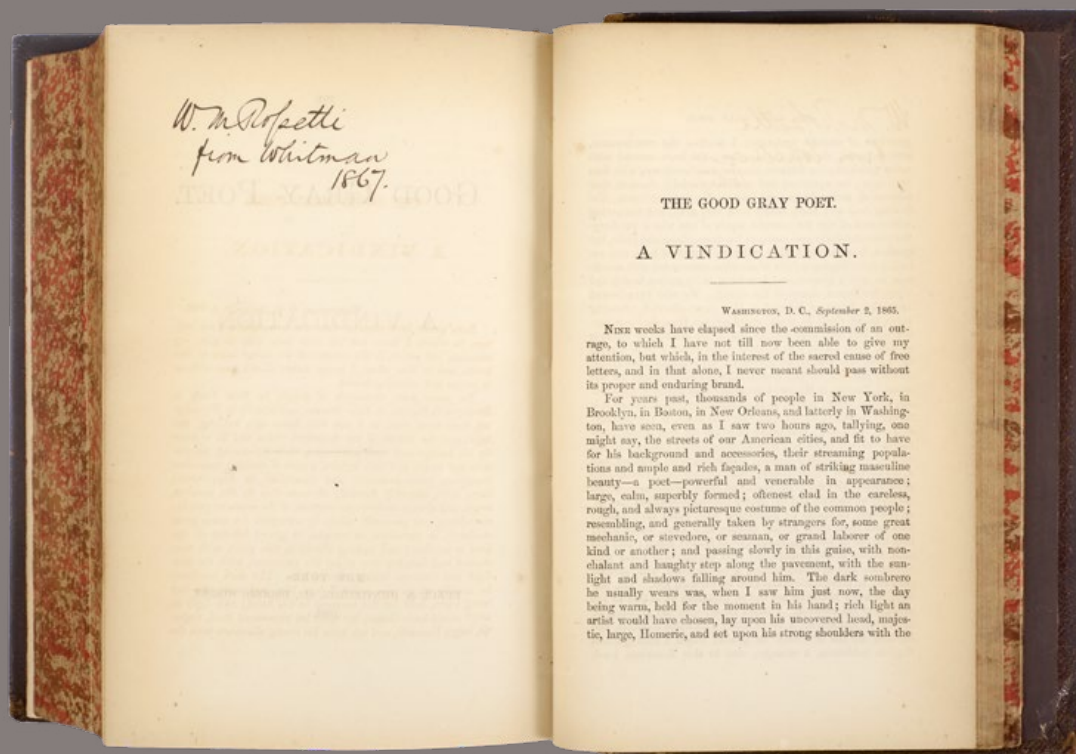 W. M Rossetti
from Whitman
1867.
THE GOOD GRAY POET.
A VINDICATION.
WASHINGTON, D. C., September 2, 1865.
NINE weeks have elapsed since the commission of an out-
rage, to which I have not till now been able to give my
attention, but which, in the interest of the sacred cause of free
letters, and in that alone, I never meant should pass without
its proper and enduring brand.
For years past, thousands of people in New York, in
Brooklyn, in Boston, in New Orleans, and latterly in Washing-
ton, have seen, even as I saw two hours ago, tallying, one
might say, the streets of our American cities, and fit to have
for his background and accessories, their streaming popula-
tions and ample and rich façades, a man of striking masculine
beauty—a poet—powerful and venerable in appearance;
large, calm, superbly formed; oftenest clad in the careless,
rough, and always picturesque costume of the common people;
resembling, and generally taken by strangers for, some great
mechanic, or stevedore, or seaman, or grand laborer of one
kind or another; and passing slowly in this guise, with non-
chalant and haughty step along the pavement, with the sun-
light and shadows falling around him. The dark sombrero
he usually wears was, when I saw him just now, the day
being warm, held for the moment in his hand; rich light an
artist would have chosen, lay upon his uncovered head, majes-
tic, large, Homeric, and set upon his strong shoulders with the